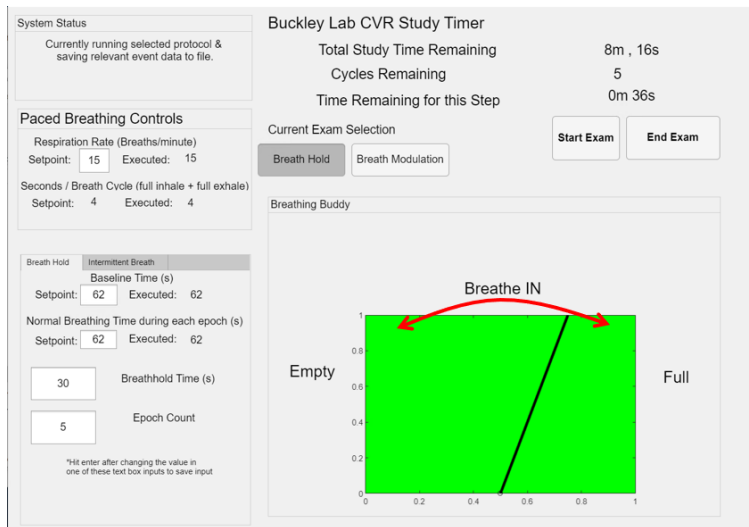 System Status
Currently running selected protocol &
saving relevant event data to file.
Buckley Lab CVR Study Timer
Total Study Time Remaining 8m , 16s
Cycles Remaining 5
Time Remaining for this Step 0m 36s
Paced Breathing Controls
Respiration Rate (Breaths/minute)
Setpoint: 15 Executed: 15
Seconds / Breath Cycle (full inhale + full exhale)
Setpoint: 4 Executed: 4
Current Exam Selection
Breath Hold Breath Modulation
Start Exam End Exam
Breath Hold Intermittent Breath
Baseline Time (s)
Setpoint: 62 Executed: 62
Normal Breathing Time during each epoch (s)
Setpoint: 62 Executed: 62
30 Breathhold Time (s)
5 Epoch Count
*Hit enter after changing the value in
one of these text box inputs to save input
Breathing Buddy
Breathe IN
Empty
Full
1
0.8
0.6
0.4
0.2
0
0 0.2 0.4 0.6 0.8 1